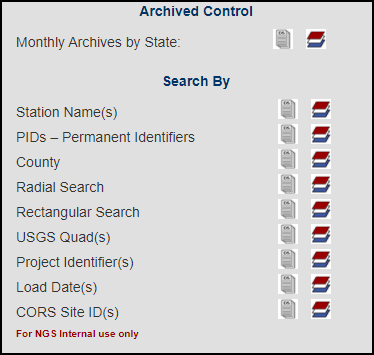 Archived Control
Monthly Archives by State:
Search By
Station Name(s)
PIDs – Permanent Identifiers
County
Radial Search
Rectangular Search
USGS Quad(s)
Project Identifier(s)
Load Date(s)
CORS Site ID(s)
For NGS Internal use only